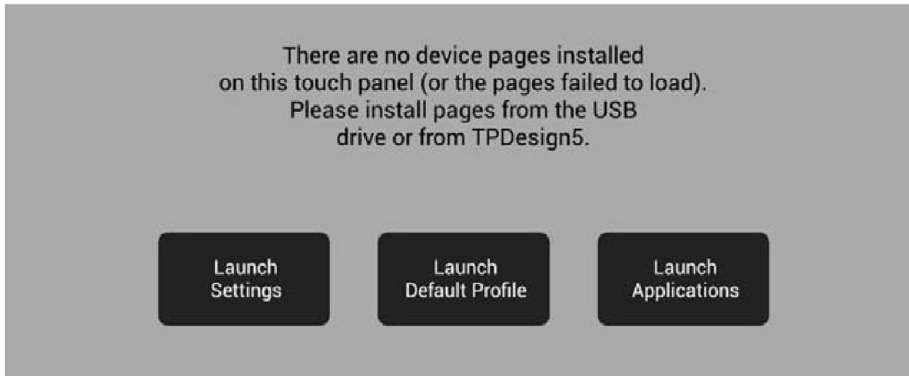 There are no device pages installed
on this touch panel (or the pages failed to load).
Please install pages from the USB
drive or from TPDesign5.
Launch
Settings
Launch
Default Profile
Launch
Applications